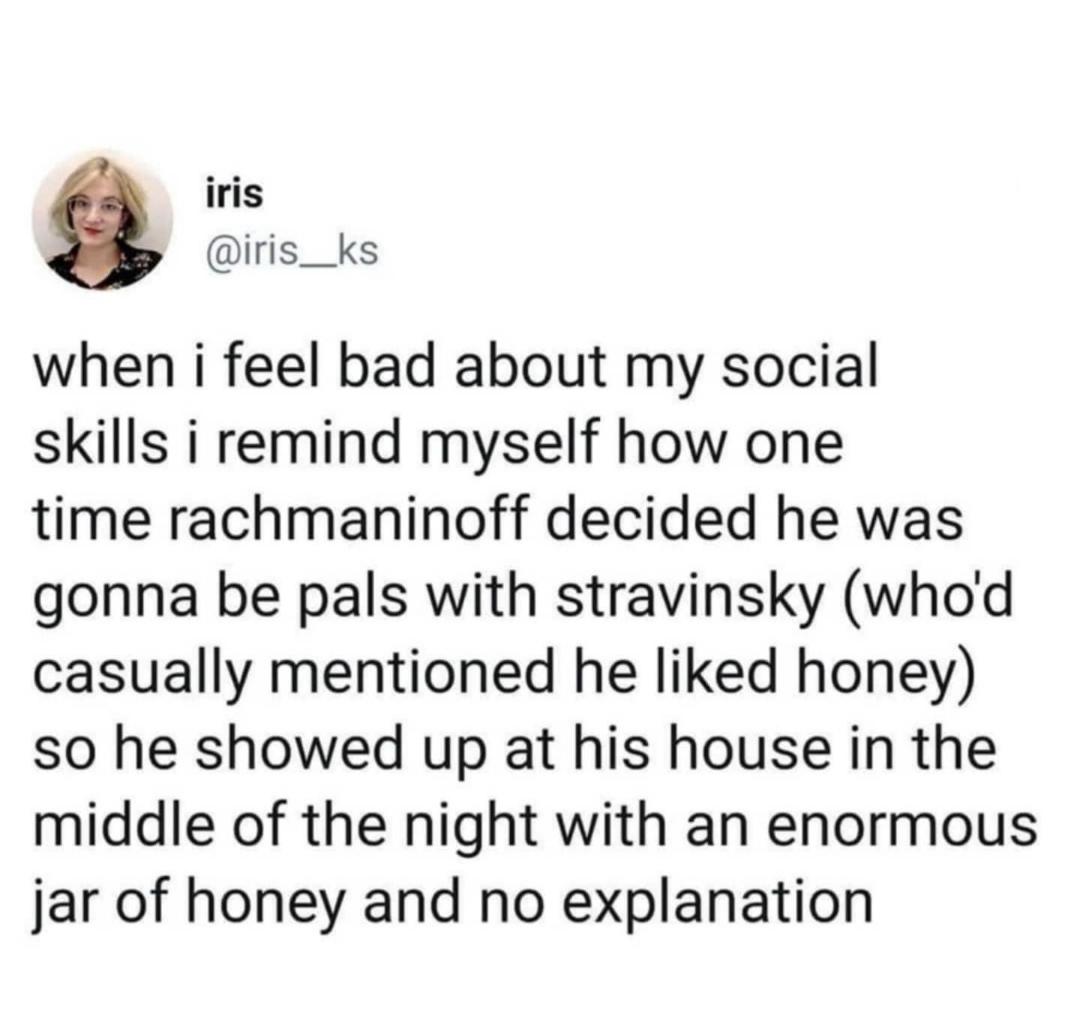 iris
@iris__ks
when i feel bad about my social
skills i remind myself how one
time rachmaninoff decided he was
gonna be pals with stravinsky (who'd
casually mentioned he liked honey)
so he showed up at his house in the
middle of the night with an enormous
jar of honey and no explanation